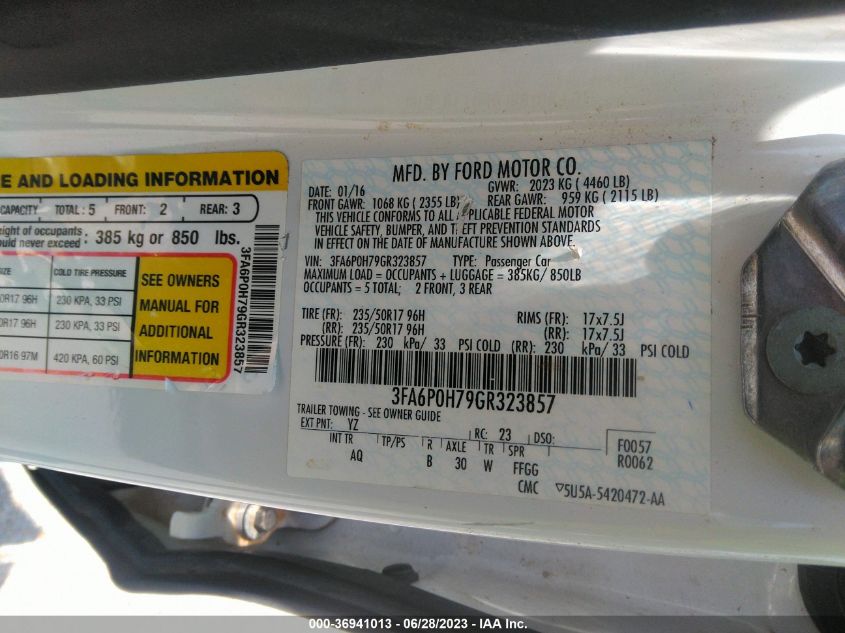 E AND LOADING INFORMATION
CAPACITY TOTAL : 5 FRONT: 2 REAR: 3
eight of occupants
ould never exceed : 385 kg or 850 lbs.
SIZE COLD TIRE PRESSURE
0R17 96H 230 KPA, 33 PSI
0R17 96H 230 KPA, 33 PSI
0R16 97M 420 KPA, 60 PSI
SEE OWNERS
MANUAL FOR
ADDITIONAL
INFORMATION
3FA6P0H79GR323857
MFD. BY FORD MOTOR CO.
DATE: 01/16 GVWR: 2023 KG ( 4460 LB)
FRONT GAWR: 1068 KG ( 2355 LB) REAR GAWR: 959 KG ( 2115 LB)
THIS VEHICLE CONFORMS TO ALL APPLICABLE FEDERAL MOTOR
VEHICLE SAFETY, BUMPER, AND THEFT PREVENTION STANDARDS
IN EFFECT ON THE DATE OF MANUFACTURE SHOWN ABOVE.
VIN: 3FA6P0H79GR323857 TYPE: Passenger Car
MAXIMUM LOAD = OCCUPANTS + LUGGAGE = 385KG/ 850LB
OCCUPANTS = 5 TOTAL; 2 FRONT, 3 REAR
TIRE (FR): 235/50R17 96H RIMS (FR): 17x7.5J
(RR): 235/50R17 96H (RR): 17x7.5J
PRESSURE (FR): 230 kPa/ 33 PSI COLD (RR): 230 kPa/ 33 PSI COLD
3FA6P0H79GR323857
TRAILER TOWING - SEE OWNER GUIDE
EXT PNT: YZ RC: 23 DSO:
INT TR TP/PS R AXLE TR SPR
AQ B 30 W FFGG
F0057
R0062
CMC ▽5U5A-5420472-AA
000-36941013 - 06/28/2023 - IAA Inc.